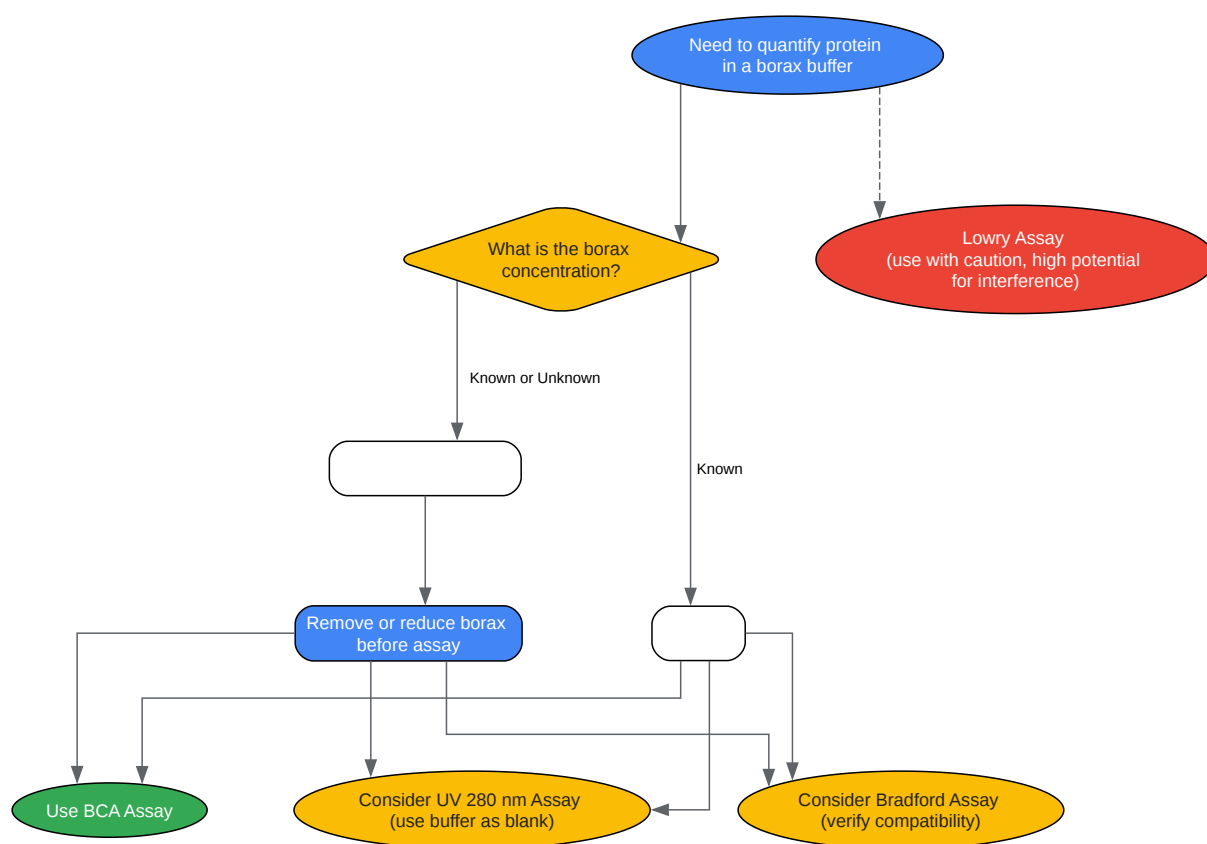 Need to quantify protein
in a borax buffer
What is the borax
concentration?
Lowry Assay
(use with caution, high potential
for interference)
Known or Unknown
Known
Remove or reduce borax
before assay
Use BCA Assay
Consider UV 280 nm Assay
(use buffer as blank)
Consider Bradford Assay
(verify compatibility)